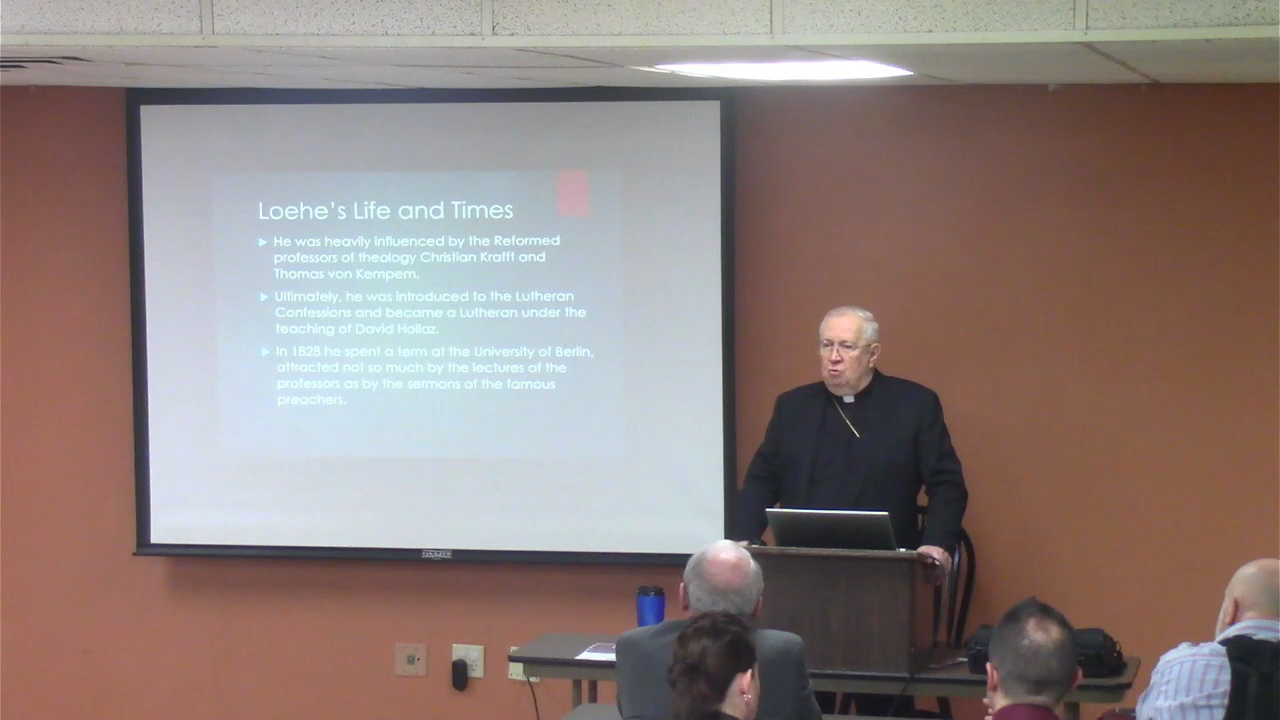 Loehe's Life and Times
He was heavily influenced by the Reformed
professors of theology Christian Krafft and
Thomas von Kempem.
Ultimately, he was introduced to the Lutheran
Confessions and became a Lutheran under the
teaching of David Hollaz.
In 1828 he spent a term at the University of Berlin,
attracted not so much by the lectures of the
professors as by the sermons of the famous
preachers.
DA-LITE